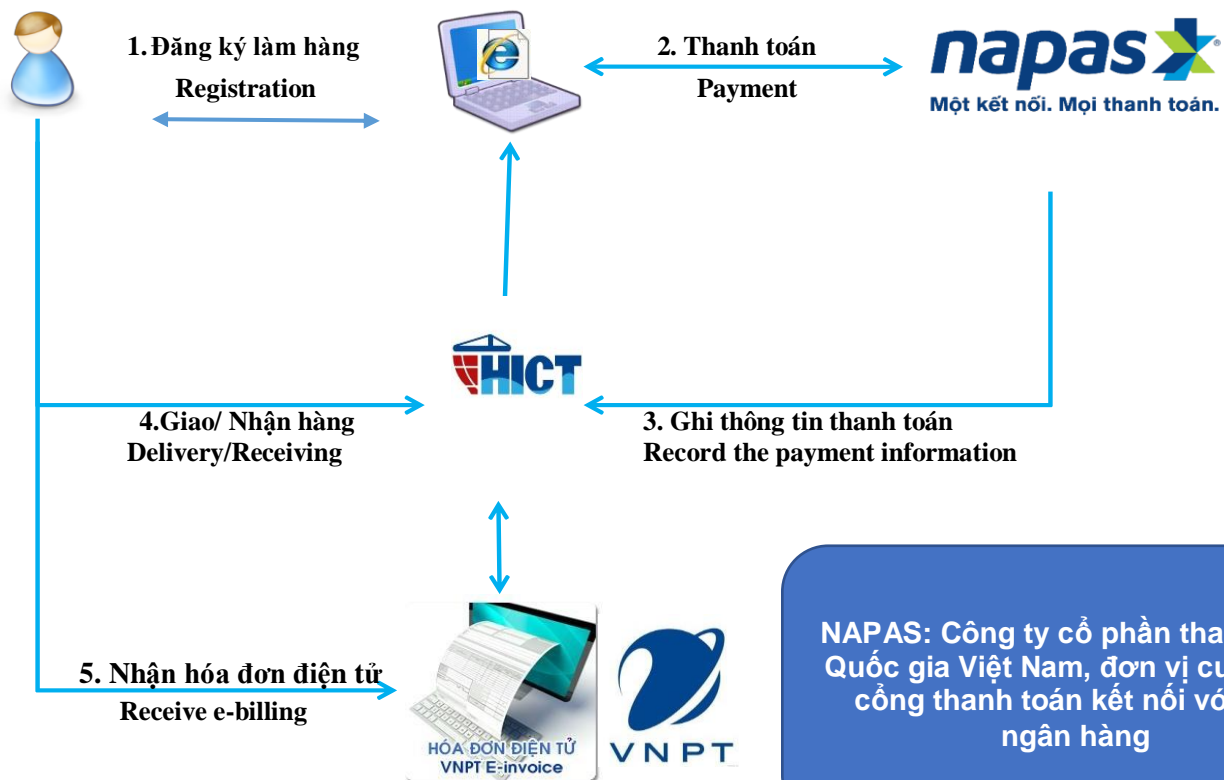 1. Đăng ký làm hàng
Registration
2. Thanh toán
Payment
napas
Một kết nối. Mọi thanh toán.
HICT
4.Giao/ Nhận hàng
Delivery/Receiving
3. Ghi thông tin thanh toán
Record the payment information
5. Nhận hóa đơn điện tử
Receive e-billing
HÓA ĐƠN ĐIỆN TỬ
VNPT E-invoice
VNPT
NAPAS: Công ty cổ phần
Quốc gia Việt Nam, đơn vị
cổng thanh toán kết nối
ngân hàng